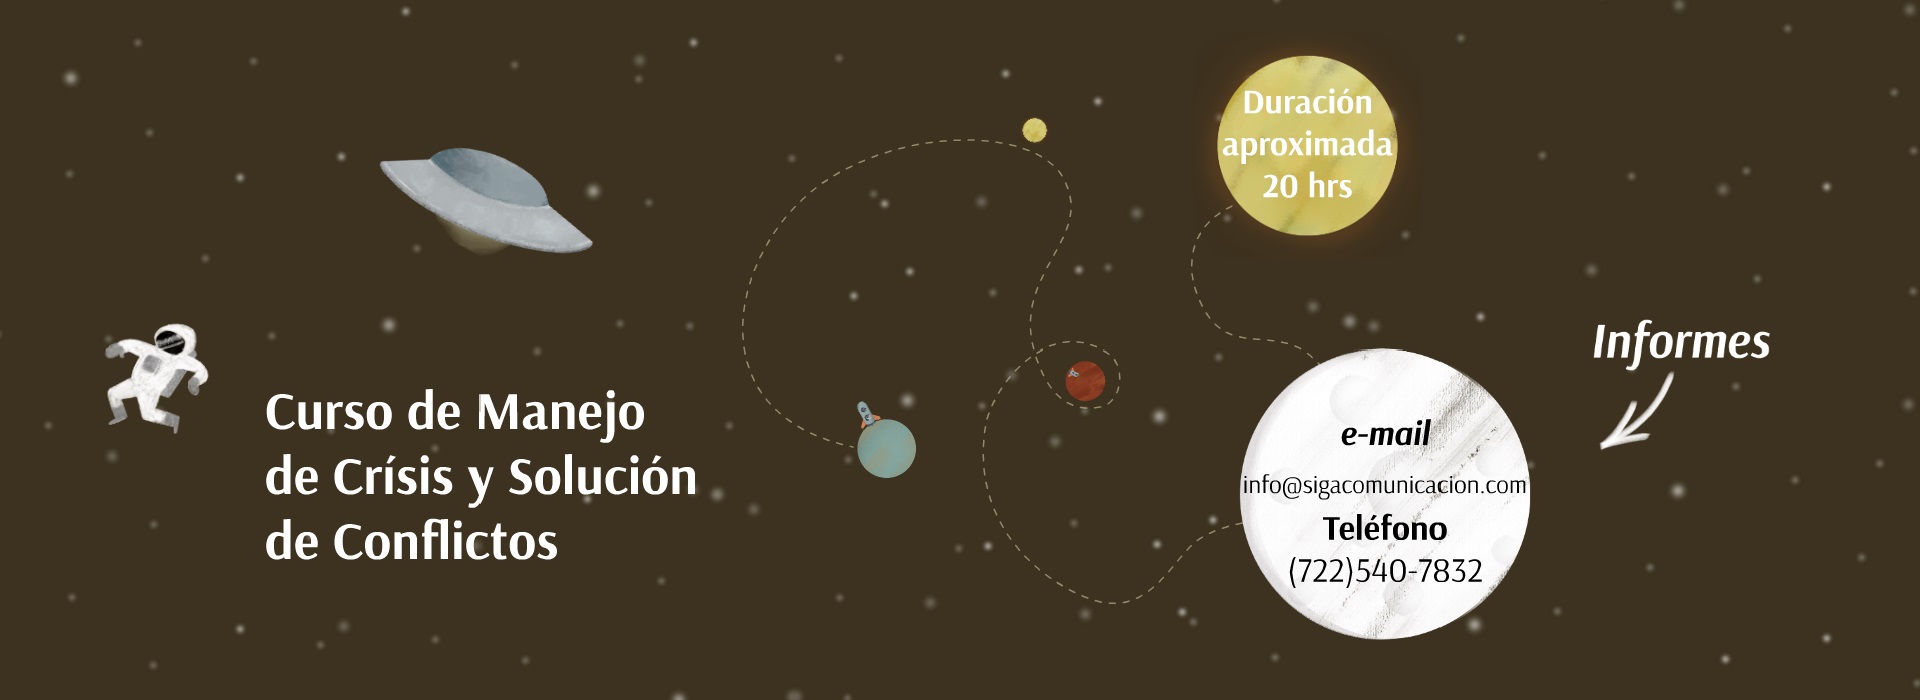 Curso de Manejo
de Crísis y Solución
de Conflictos
Duración
aproximada
20 hrs
Informes
e-mail
info@sigacomunicacion.com
Teléfono
(722)540-7832